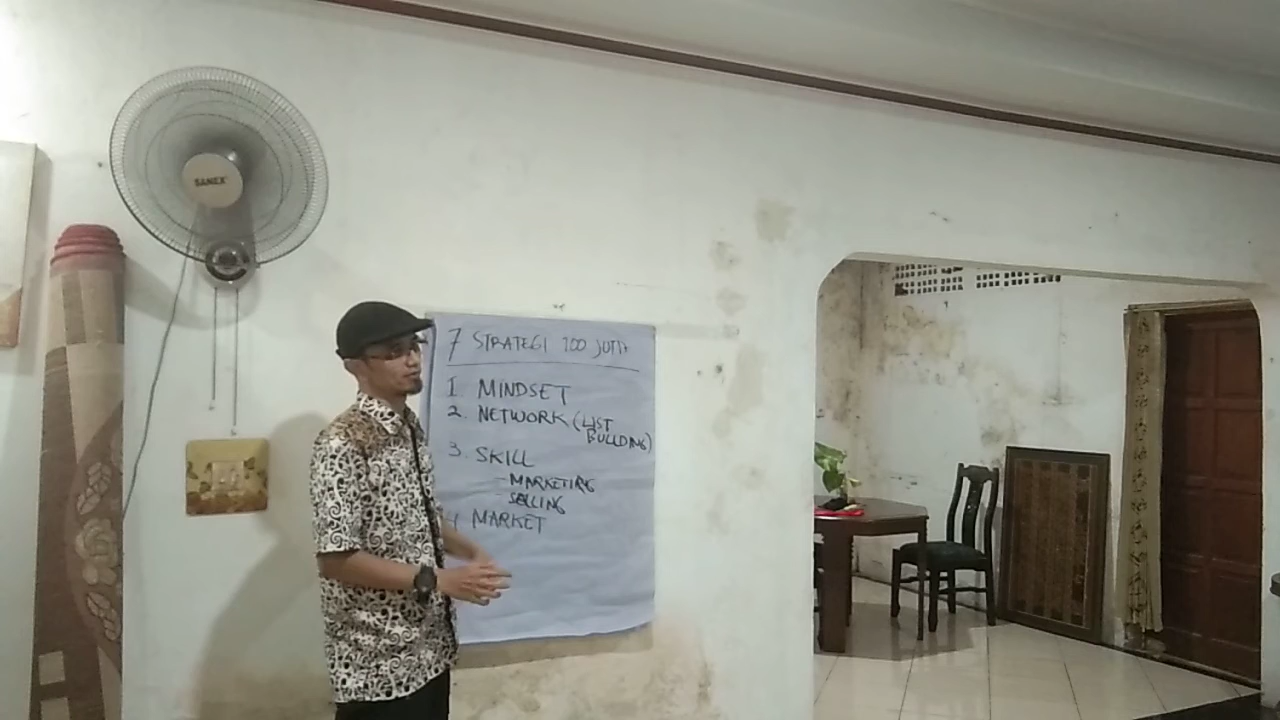 SANEX
7 STRATEGI 100 JUTA
1. MINDSET
2. NETWORK (LIST
BUILDING)
3. SKILL
- MARKETING
- SELLING
4 MARKET